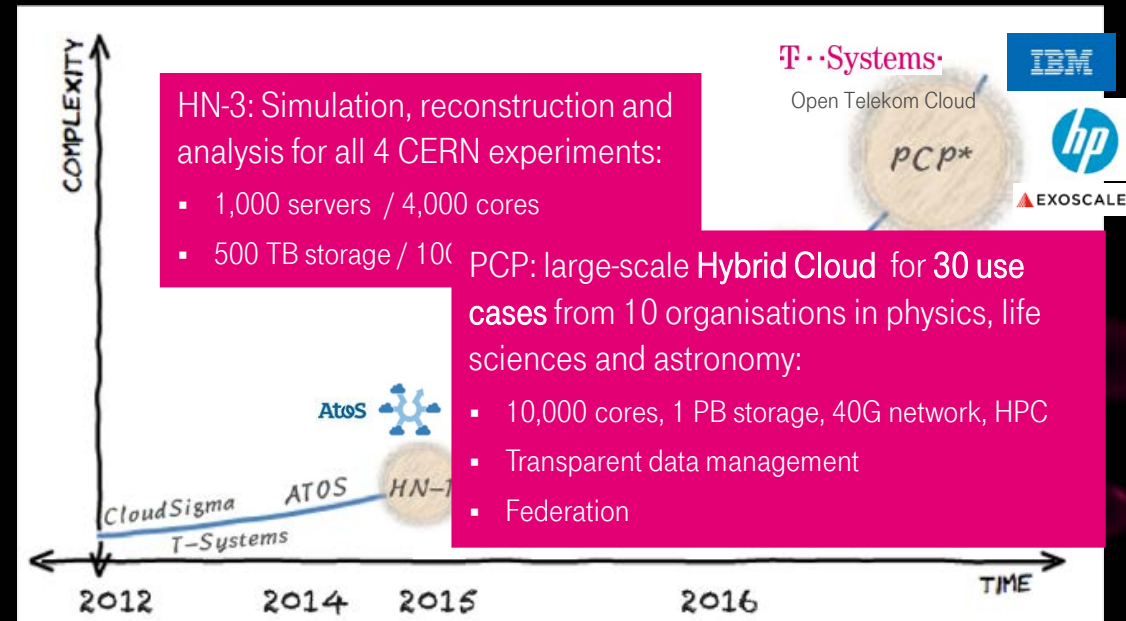 COMPLEXITY
T··Systems·
Open Telekom Cloud
IBM
hp
EXOSCALE
PCP*
HN-3: Simulation, reconstruction and
analysis for all 4 CERN experiments:
▪ 1,000 servers / 4,000 cores
▪ 500 TB storage /
PCP: large-scale Hybrid Cloud for 30 use
cases from 10 organisations in physics, life
sciences and astronomy:
▪ 10,000 cores, 1 PB storage, 40G network, HPC
▪ Transparent data management
▪ Federation
Atos
CloudSigma
ATOS
HN-1
T-Systems
2012
2014
2015
2016
TIME